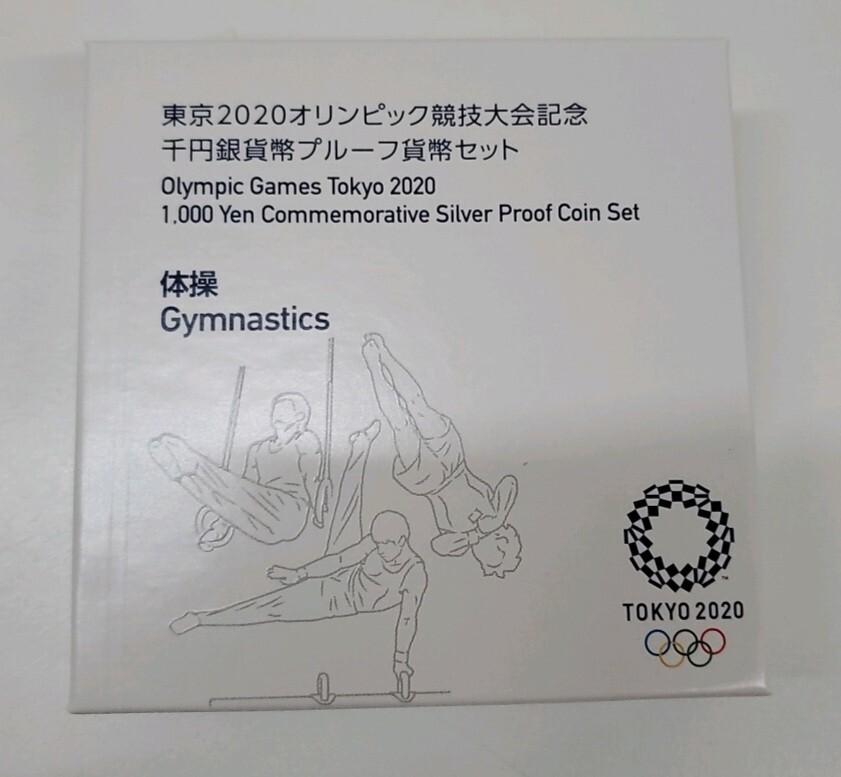 東京2020オリンピック競技大会記念
千円銀貨幣プルーフ貨幣セット
Olympic Games Tokyo 2020
1,000 Yen Commemorative Silver Proof Coin Set
体操
Gymnastics
TM
TOKYO 2020